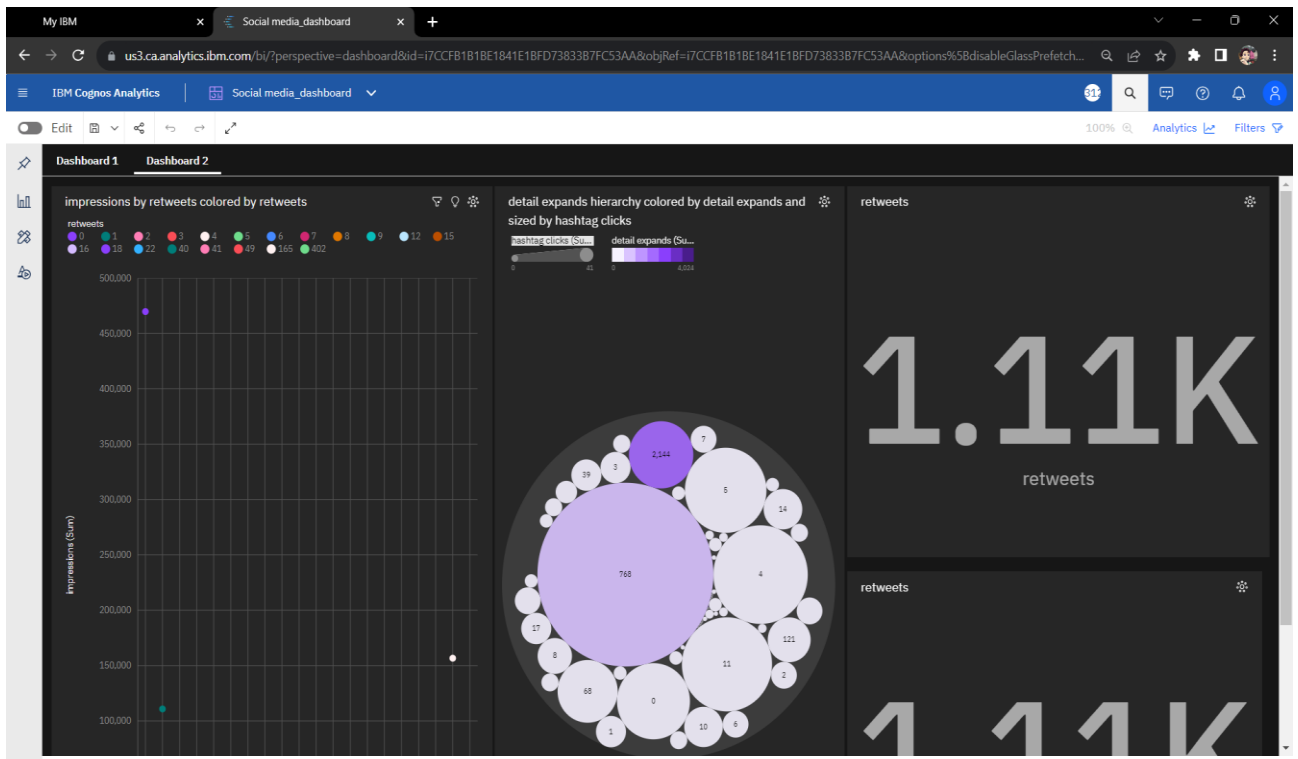 My IBM
Social media_dashboard
us3.ca.analytics.ibm.com/bi/?perspective=dashboard&id=i7CCFB1B1BE1841E1BFD73833B7FC53AA&objRef=i7CCFB1B1BE1841E1BFD73833B7FC53AA&options%5BdisableGlassPrefetch...
IBM Cognos Analytics
Social media_dashboard
Edit
100%
Analytics
Filters
Dashboard 1
Dashboard 2
impressions by retweets colored by retweets
retweets
0 1 2 3 4 5 6 7 8 9 12 15
16 18 22 40 41 49 165 402
500,000
450,000
400,000
350,000
300,000
250,000
200,000
150,000
100,000
impressions (Sum)
detail expands hierarchy colored by detail expands and
sized by hashtag clicks
hashtag clicks (Su...
detail expands (Su...
0 41
0 4,024
2,144
7
3
39
5
14
768
4
17
121
8
11
2
68
0
10
6
1
retweets
1.11K
retweets
retweets
1.11K